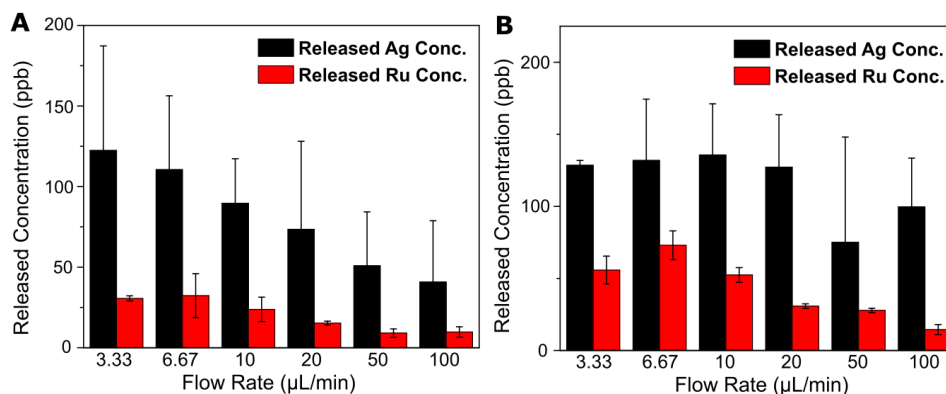 A
Released Concentration (ppb)
200
150
100
50
0
Released Ag Conc.
Released Ru Conc.
3.33 6.67 10 20 50 100
Flow Rate (µL/min)
B
Released Concentration (ppb)
200
100
0
Released Ag Conc.
Released Ru Conc.
3.33 6.67 10 20 50 100
Flow Rate (µL/min)